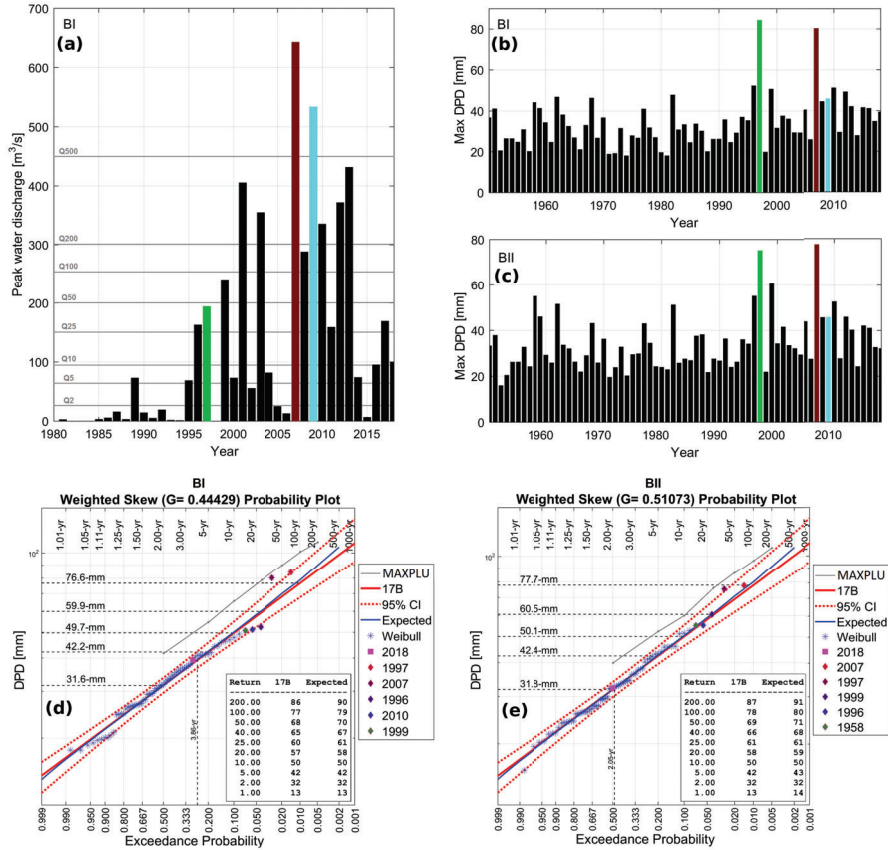 BI
(a)
700
600
500
400
300
200
100
0
Peak water discharge [m³/s]
Q500
Q200
Q100
Q50
Q25
Q10
Q5
Q2
1980 1985 1990 1995 2000 2005 2010 2015
Year
BI
(b)
80
60
40
20
0
Max DPD [mm]
1960 1970 1980 1990 2000 2010
Year
BII
(c)
80
60
40
20
0
Max DPD [mm]
1960 1970 1980 1990 2000 2010
Year
BI
Weighted Skew (G= 0.44429) Probability Plot
1.01-yr 1.05-yr 1.11-yr 1.25-yr 1.50-yr 2.00-yr 3.00-yr 5-yr 10-yr 20-yr 50-yr 100-yr 200-yr 500-yr 1000-yr
10²
76.6-mm
59.9-mm
49.7-mm
42.2-mm
31.6-mm
DPD [mm]
(d)
3.86-yr
Return 17B Expected
200.00 86 90
100.00 77 79
50.00 68 70
40.00 65 67
25.00 60 61
20.00 57 58
10.00 50 50
5.00 42 42
2.00 32 32
1.00 13 13
0.999 0.990 0.950 0.900 0.800 0.667 0.500 0.333 0.200 0.100 0.050 0.020 0.010 0.005 0.002 0.001
Exceedance Probability
MAXPLU
17B
95% CI
Expected
Weibull
2018
1997
2007
1996
2010
1999
BII
Weighted Skew (G= 0.51073) Probability Plot
1.01-yr 1.05-yr 1.11-yr 1.25-yr 1.50-yr 2.00-yr 3.00-yr 5-yr 10-yr 20-yr 50-yr 100-yr 200-yr 500-yr 1000-yr
10²
77.7-mm
60.5-mm
50.1-mm
42.4-mm
31.3-mm
DPD [mm]
(e)
2.05-yr
Return 17B Expected
200.00 87 91
100.00 78 80
50.00 69 71
40.00 66 68
25.00 61 61
20.00 58 59
10.00 50 50
5.00 42 43
2.00 32 32
1.00 13 14
0.999 0.990 0.950 0.900 0.800 0.667 0.500 0.333 0.200 0.100 0.050 0.020 0.010 0.005 0.002 0.001
Exceedance Probability
MAXPLU
17B
95% CI
Expected
Weibull
2018
2007
1997
1999
1996
1958